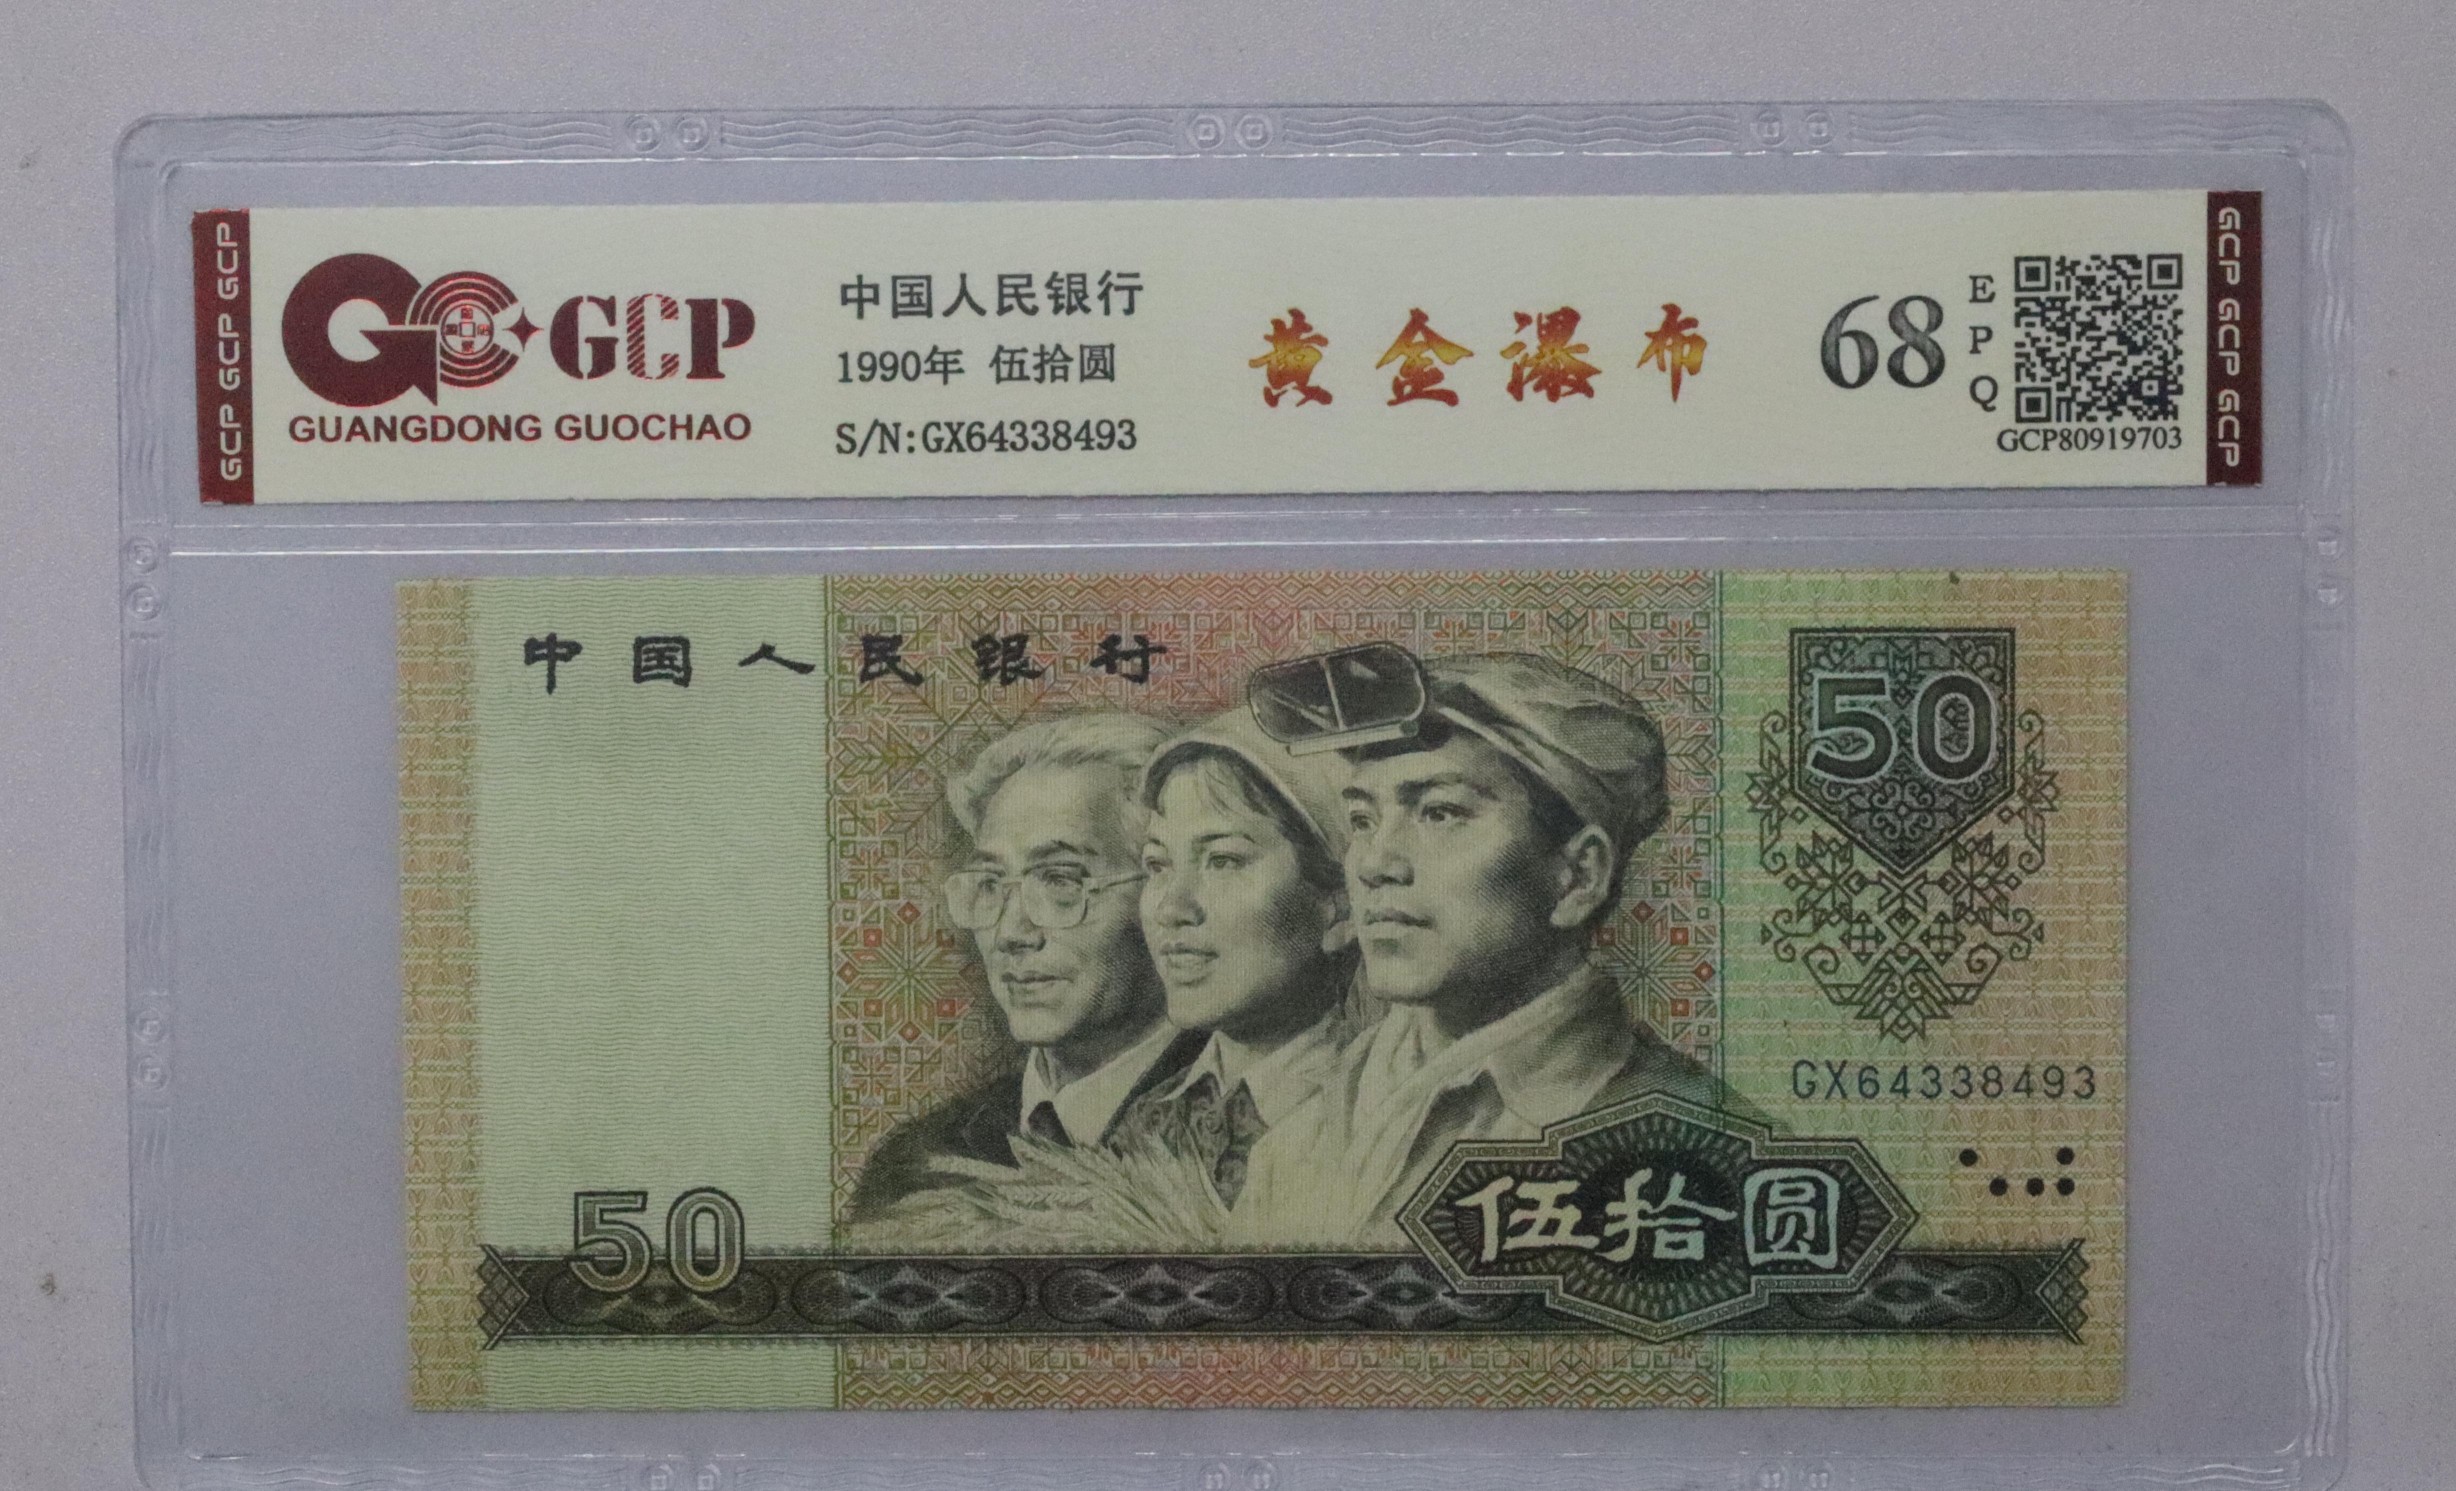 GCP GCP GCP
GCP
GUANGDONG GUOCHAO
中国人民银行
1990年 伍拾圆
S/N:GX64338493
黄金瀑布
68
EPQ
GCP80919703
GCP GCP GCP
中国人民银行
50
GX64338493
50
伍拾圆